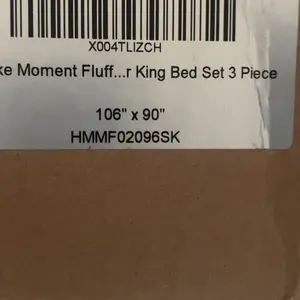 X004TLIZCH
ke Moment Fluff...r King Bed Set 3 Piece
106" x 90"
HMMF02096SK